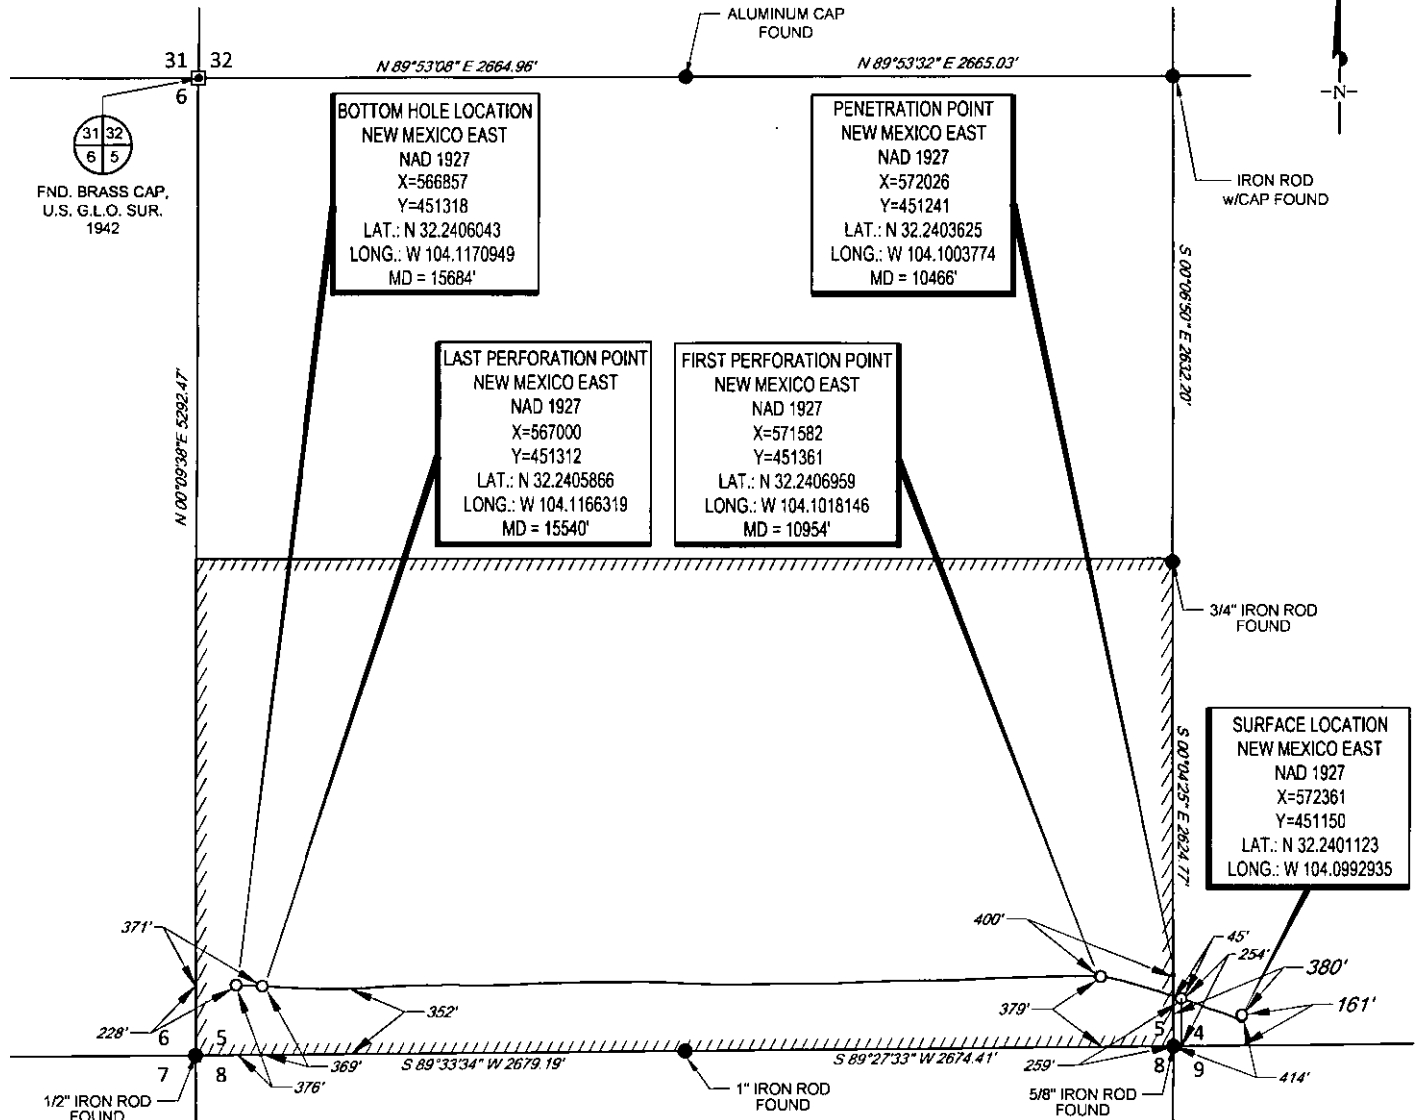 ALUMINUM CAP
FOUND
31 32
6
N 89°53'08" E 2664.96'
N 89°53'32" E 2665.03'
-N-
31 32
6 5
FND. BRASS CAP,
U.S. G.L.O. SUR.
1942
BOTTOM HOLE LOCATION
NEW MEXICO EAST
NAD 1927
X=566857
Y=451318
LAT.: N 32.2406043
LONG.: W 104.1170949
MD = 15684'
PENETRATION POINT
NEW MEXICO EAST
NAD 1927
X=572026
Y=451241
LAT.: N 32.2403625
LONG.: W 104.1003774
MD = 10466'
IRON ROD
w/CAP FOUND
S 00°06'50" E 2632.20'
N 00°09'38"E 5292.47'
LAST PERFORATION POINT
NEW MEXICO EAST
NAD 1927
X=567000
Y=451312
LAT.: N 32.2405866
LONG.: W 104.1166319
MD = 15540'
FIRST PERFORATION POINT
NEW MEXICO EAST
NAD 1927
X=571582
Y=451361
LAT.: N 32.2406959
LONG.: W 104.1018146
MD = 10954'
3/4" IRON ROD
FOUND
S 00°04'25" E 2624.77'
SURFACE LOCATION
NEW MEXICO EAST
NAD 1927
X=572361
Y=451150
LAT.: N 32.2401123
LONG.: W 104.0992935
371'
400'
45'
254'
380'
161'
228'
352'
379'
6 5
7 8
5 4
8 9
369'
376'
S 89°33'34" W 2679.19'
S 89°27'33" W 2674.41'
259'
414'
1/2" IRON ROD
FOUND
1" IRON ROD
FOUND
5/8" IRON ROD
FOUND